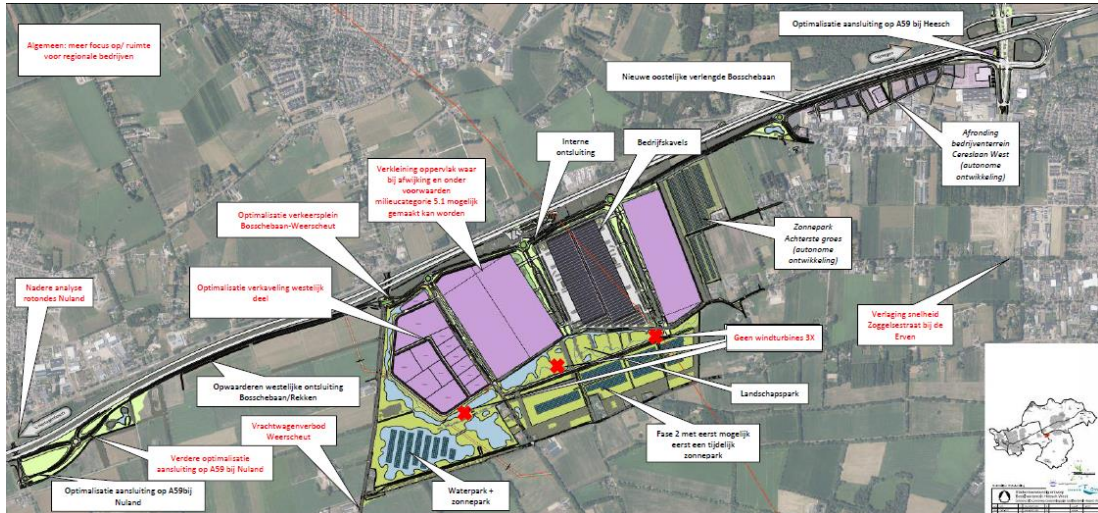 Algemeen: meer focus op/ ruimte
voor regionale bedrijven
Optimalisatie aansluiting op A59 bij Heesch
Nieuwe oostelijke verlengde Bosschebaan
Interne
ontsluiting
Bedrijfskavels
Afronding
bedrijventerrein
Cereslaan West
(autonome
ontwikkeling)
Verkleining oppervlak waar
bij afwijking en onder
voorwaarden
milieucategorie 5.1 mogelijk
gemaakt kan worden
Optimalisatie verkeersplein
Bosschebaan-Weerscheut
Zonnepark
Achterste groes
(autonome
ontwikkeling)
Nadere analyse
rotondes Nuland
Optimalisatie verkaveling westelijk
deel
Verlaging snelheid
Zoggelsestraat bij de
Erven
Geen windturbines 3X
Opwaarderen westelijke ontsluiting
Bosschebaan/Rekken
Landschapspark
Vrachtwagenverbod
Weerscheut
Fase 2 met eerst mogelijk
eerst een tijdelijk
zonnepark
Verdere optimalisatie
aansluiting op A59 bij Nuland
Optimalisatie aansluiting op A59bij
Nuland
Waterpark +
zonnepark